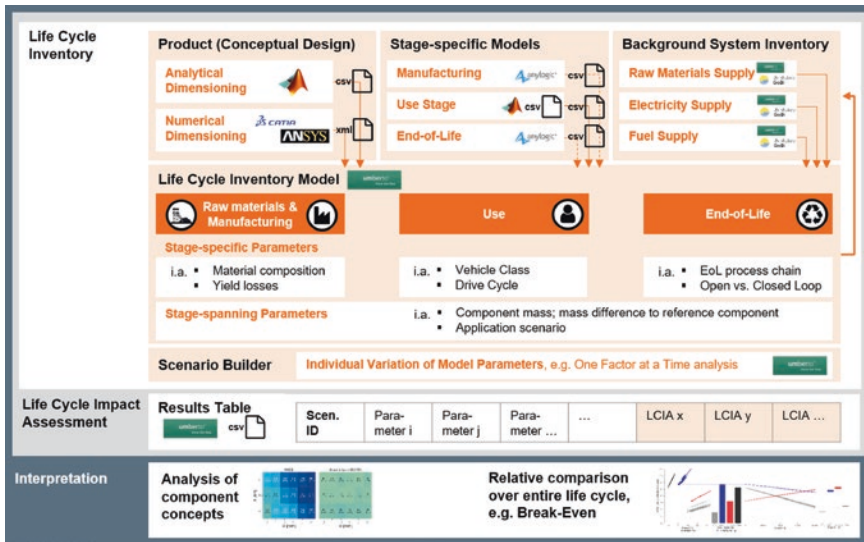 Life Cycle
Inventory
Product (Conceptual Design)
Analytical
Dimensioning
csv
Numerical
Dimensioning
CATIA
ANSYS
xml
Stage-specific Models
Manufacturing
anylogic
csv
Use Stage
csv
csv
End-of-Life
anylogic
csv
Background System Inventory
Raw Materials Supply
Electricity Supply
Fuel Supply
Life Cycle Inventory Model
umberto
Raw materials &
Manufacturing
Use
End-of-Life
Stage-specific Parameters
i.a. ▪ Material composition
▪ Yield losses
i.a. ▪ Vehicle Class
▪ Drive Cycle
i.a. ▪ EoL process chain
▪ Open vs. Closed Loop
Stage-spanning Parameters
i.a. ▪ Component mass; mass difference to reference component
▪ Application scenario
Scenario Builder
Individual Variation of Model Parameters, e.g. One Factor at a Time analysis
umberto
Life Cycle Impact
Assessment
Results Table
umberto
csv
Scen.
ID
Para-
meter i
Para-
meter j
Para-
meter ...
...
LCIA x
LCIA y
LCIA ...
Interpretation
Analysis of
component
concepts
Relative comparison
over entire life cycle,
e.g. Break-Even